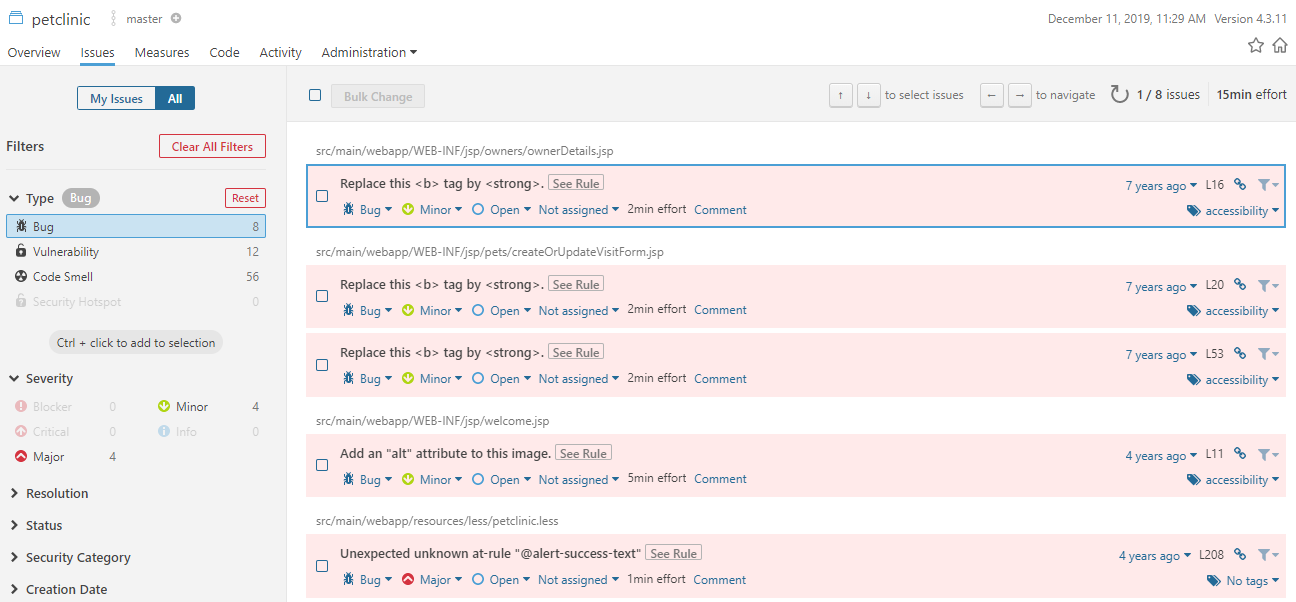 petclinic master December 11, 2019, 11:29 AM Version 4.3.11
Overview Issues Measures Code Activity Administration
My Issues All
Bulk Change ↑ ↓ to select issues ← → to navigate 1 / 8 issues 15min effort
Filters Clear All Filters
Type Bug Reset
Bug 8
Vulnerability 12
Code Smell 56
Security Hotspot 0
Ctrl + click to add to selection
Severity
Blocker 0 Minor 4
Critical 0 Info 0
Major 4
Resolution
Status
Security Category
Creation Date
src/main/webapp/WEB-INF/jsp/owners/ownerDetails.jsp
Replace this <b> tag by <strong>. See Rule 7 years ago L16
Bug Minor Open Not assigned 2min effort Comment accessibility
src/main/webapp/WEB-INF/jsp/pets/createOrUpdateVisitForm.jsp
Replace this <b> tag by <strong>. See Rule 7 years ago L20
Bug Minor Open Not assigned 2min effort Comment accessibility
Replace this <b> tag by <strong>. See Rule 7 years ago L53
Bug Minor Open Not assigned 2min effort Comment accessibility
src/main/webapp/WEB-INF/jsp/welcome.jsp
Add an "alt" attribute to this image. See Rule 4 years ago L11
Bug Minor Open Not assigned 5min effort Comment accessibility
src/main/webapp/resources/less/petclinic.less
Unexpected unknown at-rule "@alert-success-text" See Rule 4 years ago L208
Bug Major Open Not assigned 1min effort Comment No tags